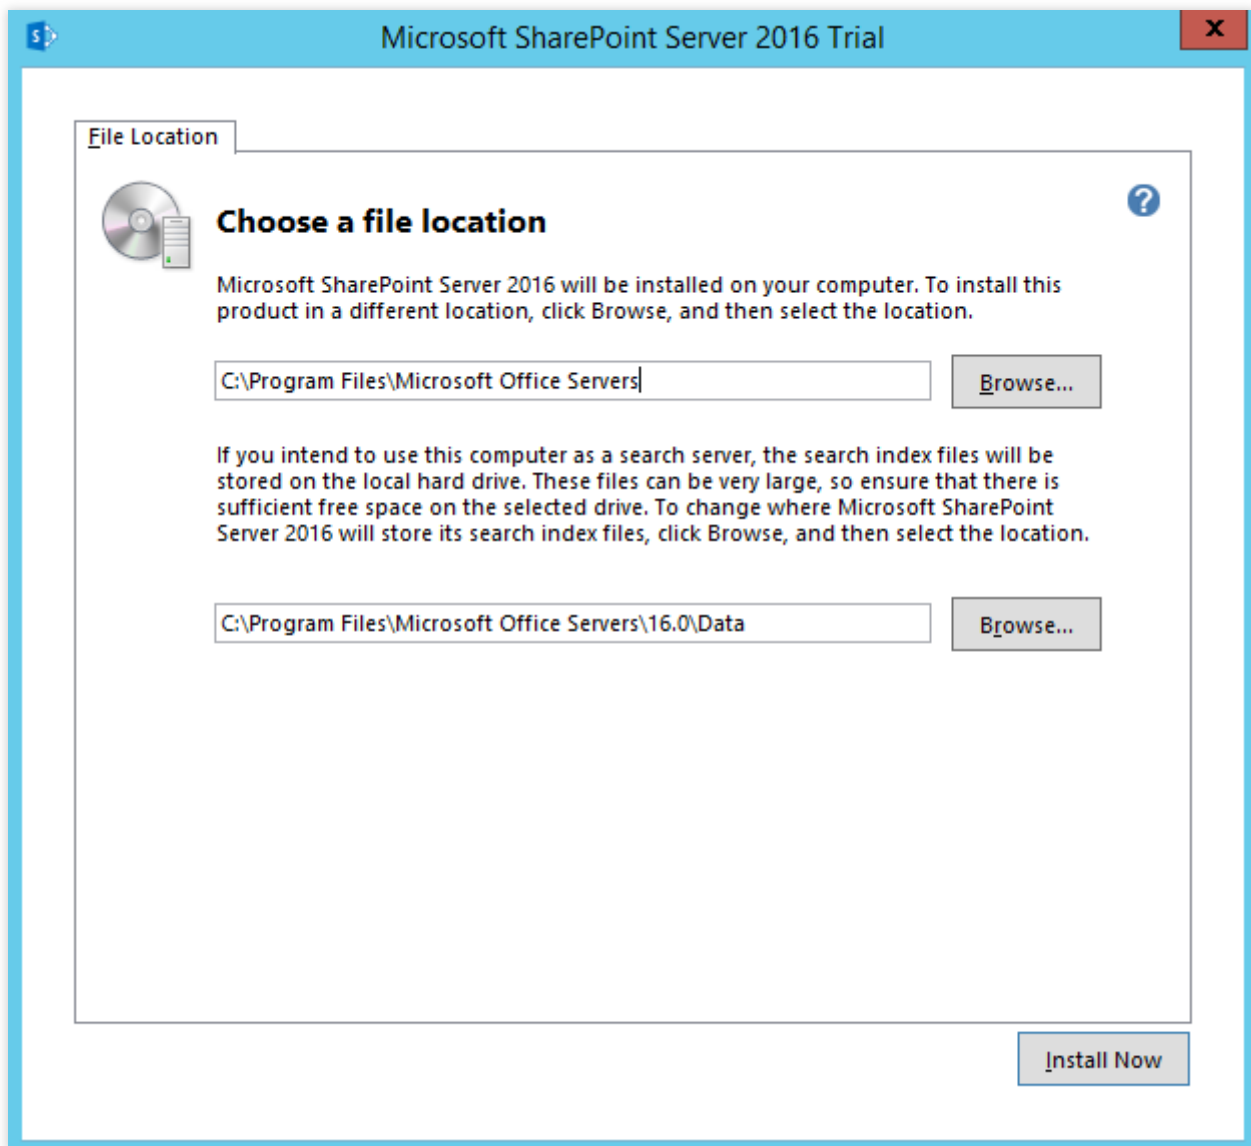 Microsoft SharePoint Server 2016 Trial
x
File Location
Choose a file location
?
Microsoft SharePoint Server 2016 will be installed on your computer. To install this
product in a different location, click Browse, and then select the location.
C:\Program Files\Microsoft Office Servers
Browse...
If you intend to use this computer as a search server, the search index files will be
stored on the local hard drive. These files can be very large, so ensure that there is
sufficient free space on the selected drive. To change where Microsoft SharePoint
Server 2016 will store its search index files, click Browse, and then select the location.
C:\Program Files\Microsoft Office Servers\16.0\Data
Browse...
Install Now